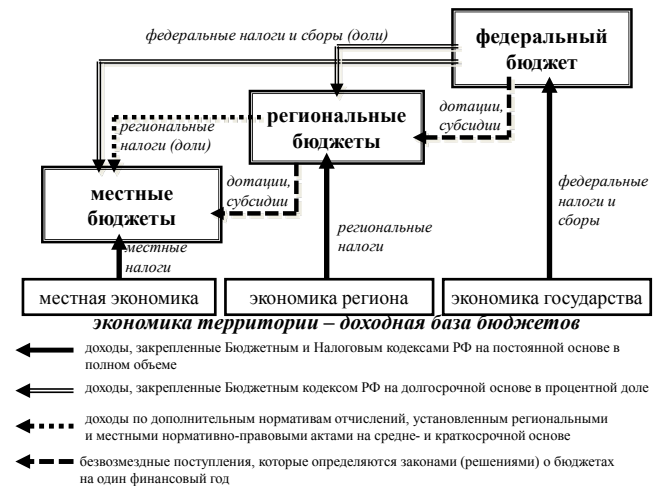 федеральные налоги и сборы (доли)
федеральный
бюджет
региональные
бюджеты
дотации,
субсидии
региональные
налоги (доли)
местные
бюджеты
дотации,
субсидии
федеральные
налоги и
сборы
региональные
налоги
местные
налоги
местная экономика
экономика региона
экономика государства
экономика территории – доходная база бюджетов
доходы, закрепленные Бюджетным и Налоговым кодексами РФ на постоянной основе в
полном объеме
доходы, закрепленные Бюджетным кодексом РФ на долгосрочной основе в процентной доле
доходы по дополнительным нормативам отчислений, установленным региональными
и местными нормативно-правовыми актами на средне- и краткосрочной основе
безвозмездные поступления, которые определяются законами (решениями) о бюджетах
на один финансовый год